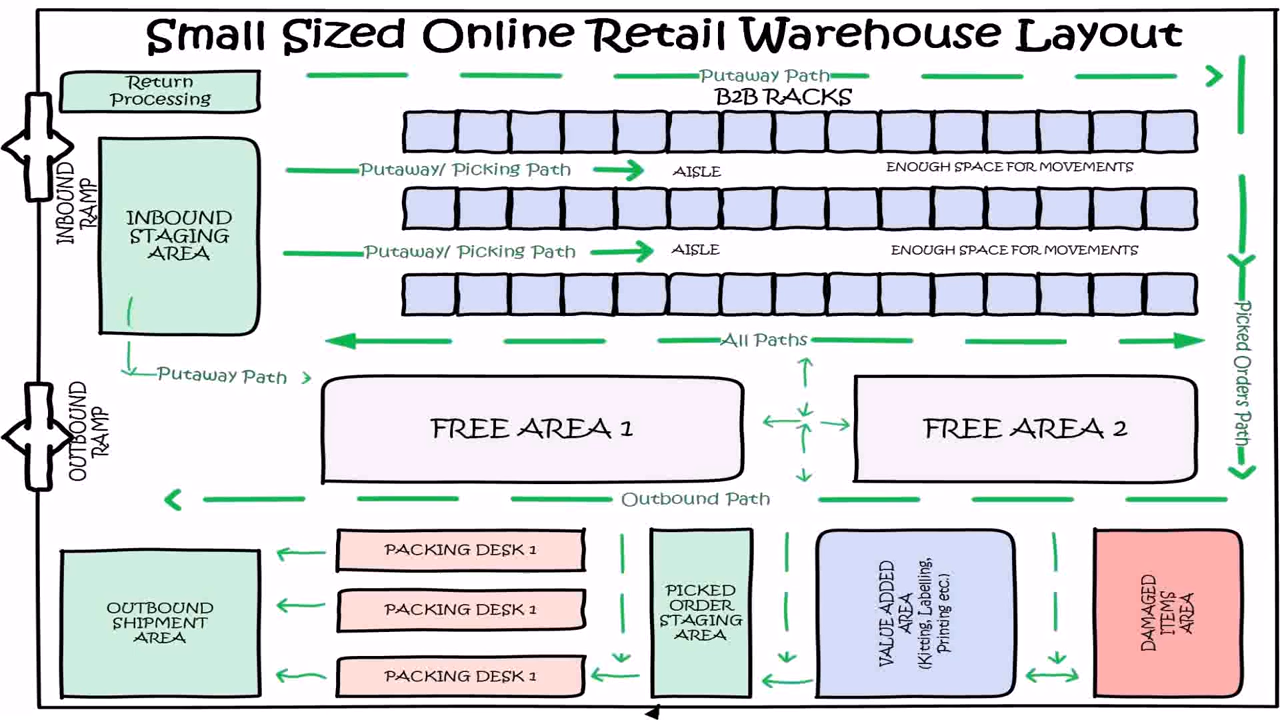 Small Sized Online Retail Warehouse Layout
Return
Processing
Putaway Path
B2B RACKS
INBOUND
RAMP
Putaway/ Picking Path
AISLE
ENOUGH SPACE FOR MOVEMENTS
INBOUND
STAGING
AREA
Putaway/ Picking Path
AISLE
ENOUGH SPACE FOR MOVEMENTS
Picked Orders Path
All Paths
Putaway Path
OUTBOUND
RAMP
FREE AREA 1
FREE AREA 2
Outbound Path
OUTBOUND
SHIPMENT
AREA
PACKING DESK 1
PACKING DESK 1
PACKING DESK 1
PICKED
ORDER
STAGING
AREA
VALUE ADDED
AREA
(Kitting, Labelling,
Printing etc.)
DAMAGED
ITEMS
AREA